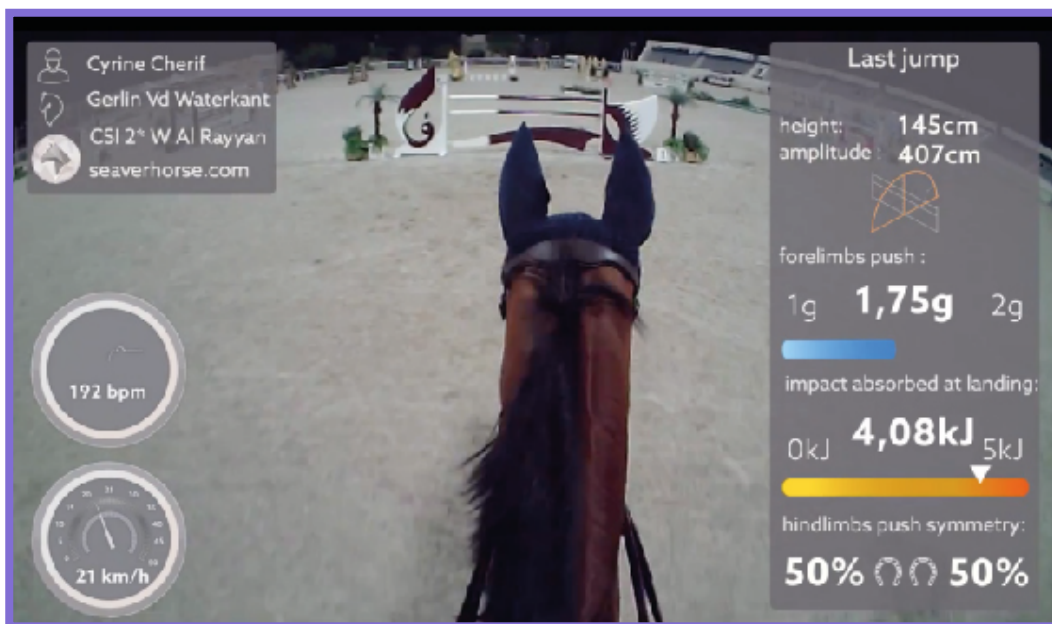 Cyrine Cherif
Gerlin Vd Waterkant
CSI 2* W Al Rayyan
seaverhorse.com
192 bpm
21 km/h
Last jump
height: 145cm
amplitude : 407cm
forelimbs push :
1g 1,75g 2g
impact absorbed at landing:
0kJ 4,08kJ 5kJ
hindlimbs push symmetry:
50% 50%